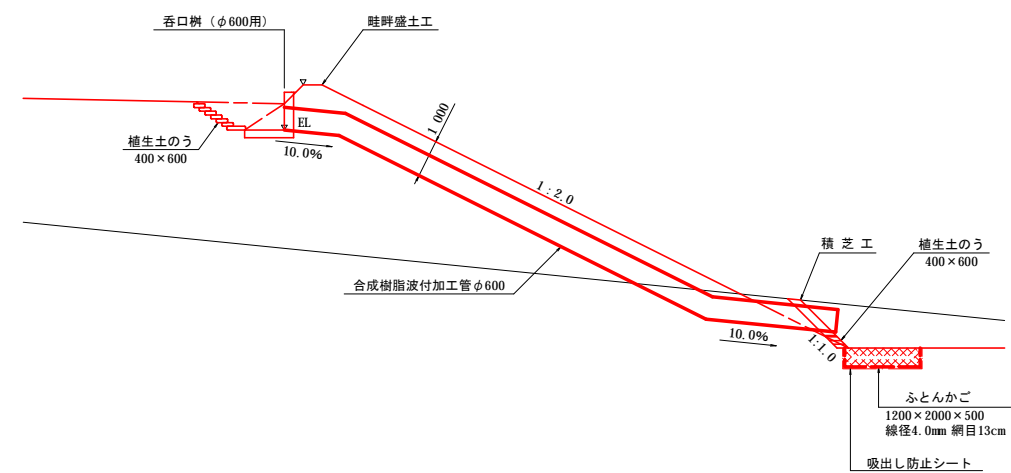 呑口桝（φ600用）
畦畔盛土工
EL
植生土のう
400×600
10.0%
1 000
1：2.0
積 芝 工
植生土のう
400×600
合成樹脂波付加工管φ600
10.0%
1:1.0
ふとんかご
1200×2000×500
線径4.0mm 網目13cm
吸出し防止シート